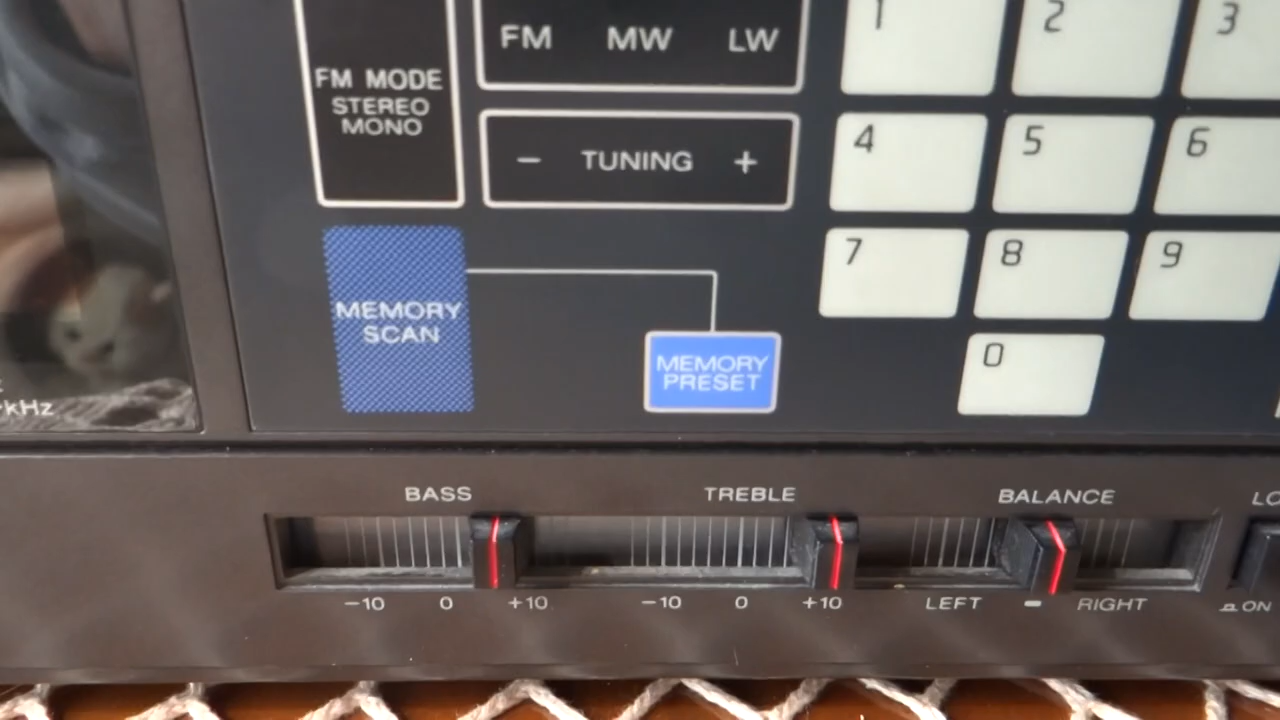 1 2 3
FM MW LW
FM MODE
STEREO
MONO
- TUNING +
4 5 6
7 8 9
MEMORY
SCAN
MEMORY
PRESET
0
kHz
BASS TREBLE BALANCE
-10 0 +10 -10 0 +10 LEFT RIGHT ON